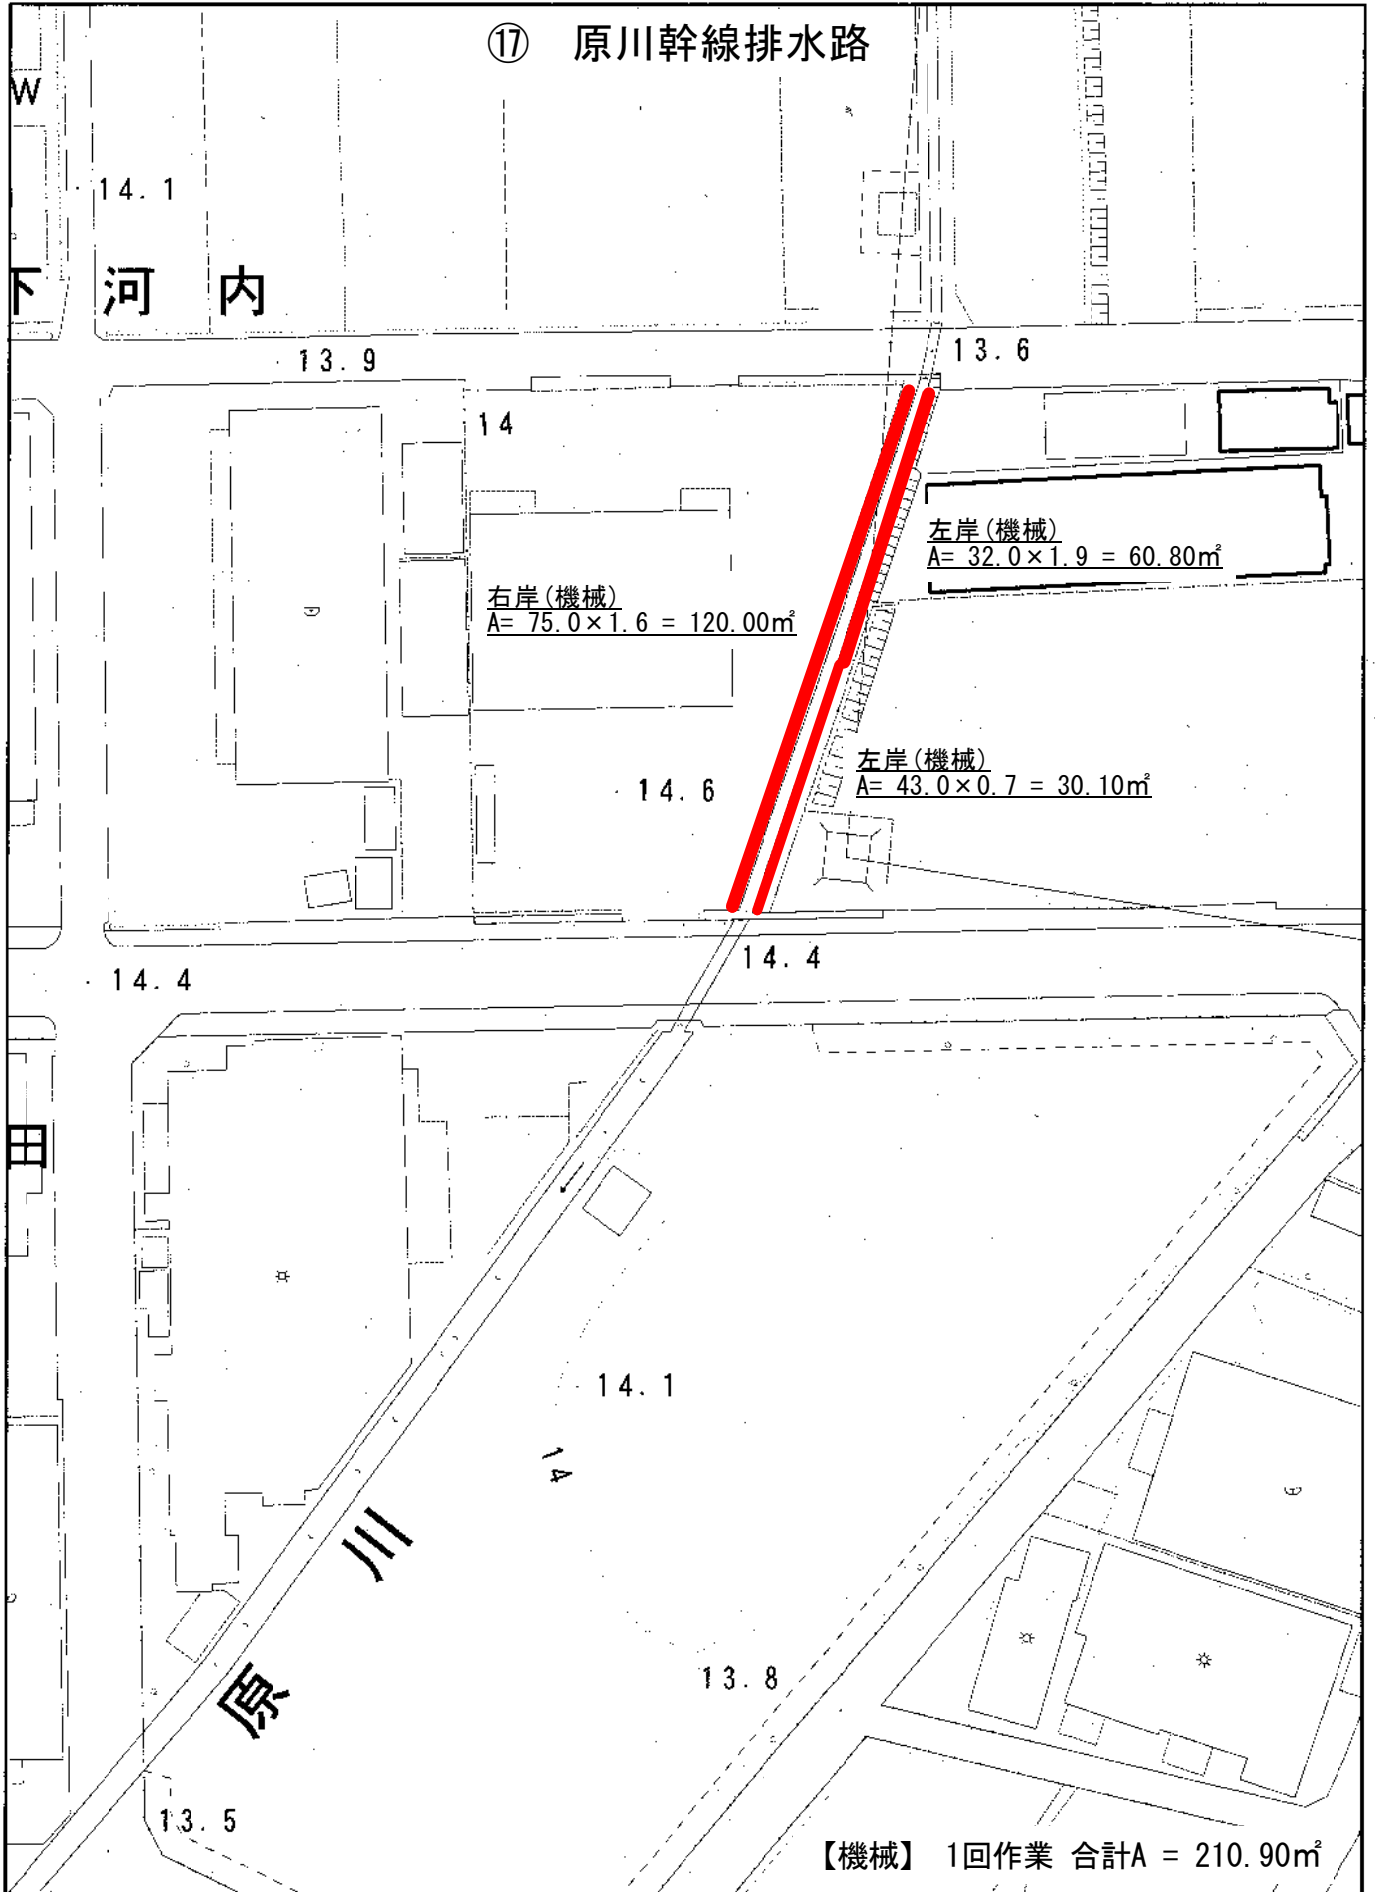 ⑰ 原川幹線排水路
W
14.1
下河内
13.9
13.6
14
左岸(機械)
A= 32.0×1.9 = 60.80㎡
右岸(機械)
A= 75.0×1.6 = 120.00㎡
左岸(機械)
A= 43.0×0.7 = 30.10㎡
14.6
14.4
14.4
田
14.1
14
川
原
13.8
13.5
【機械】 1回作業 合計A = 210.90㎡